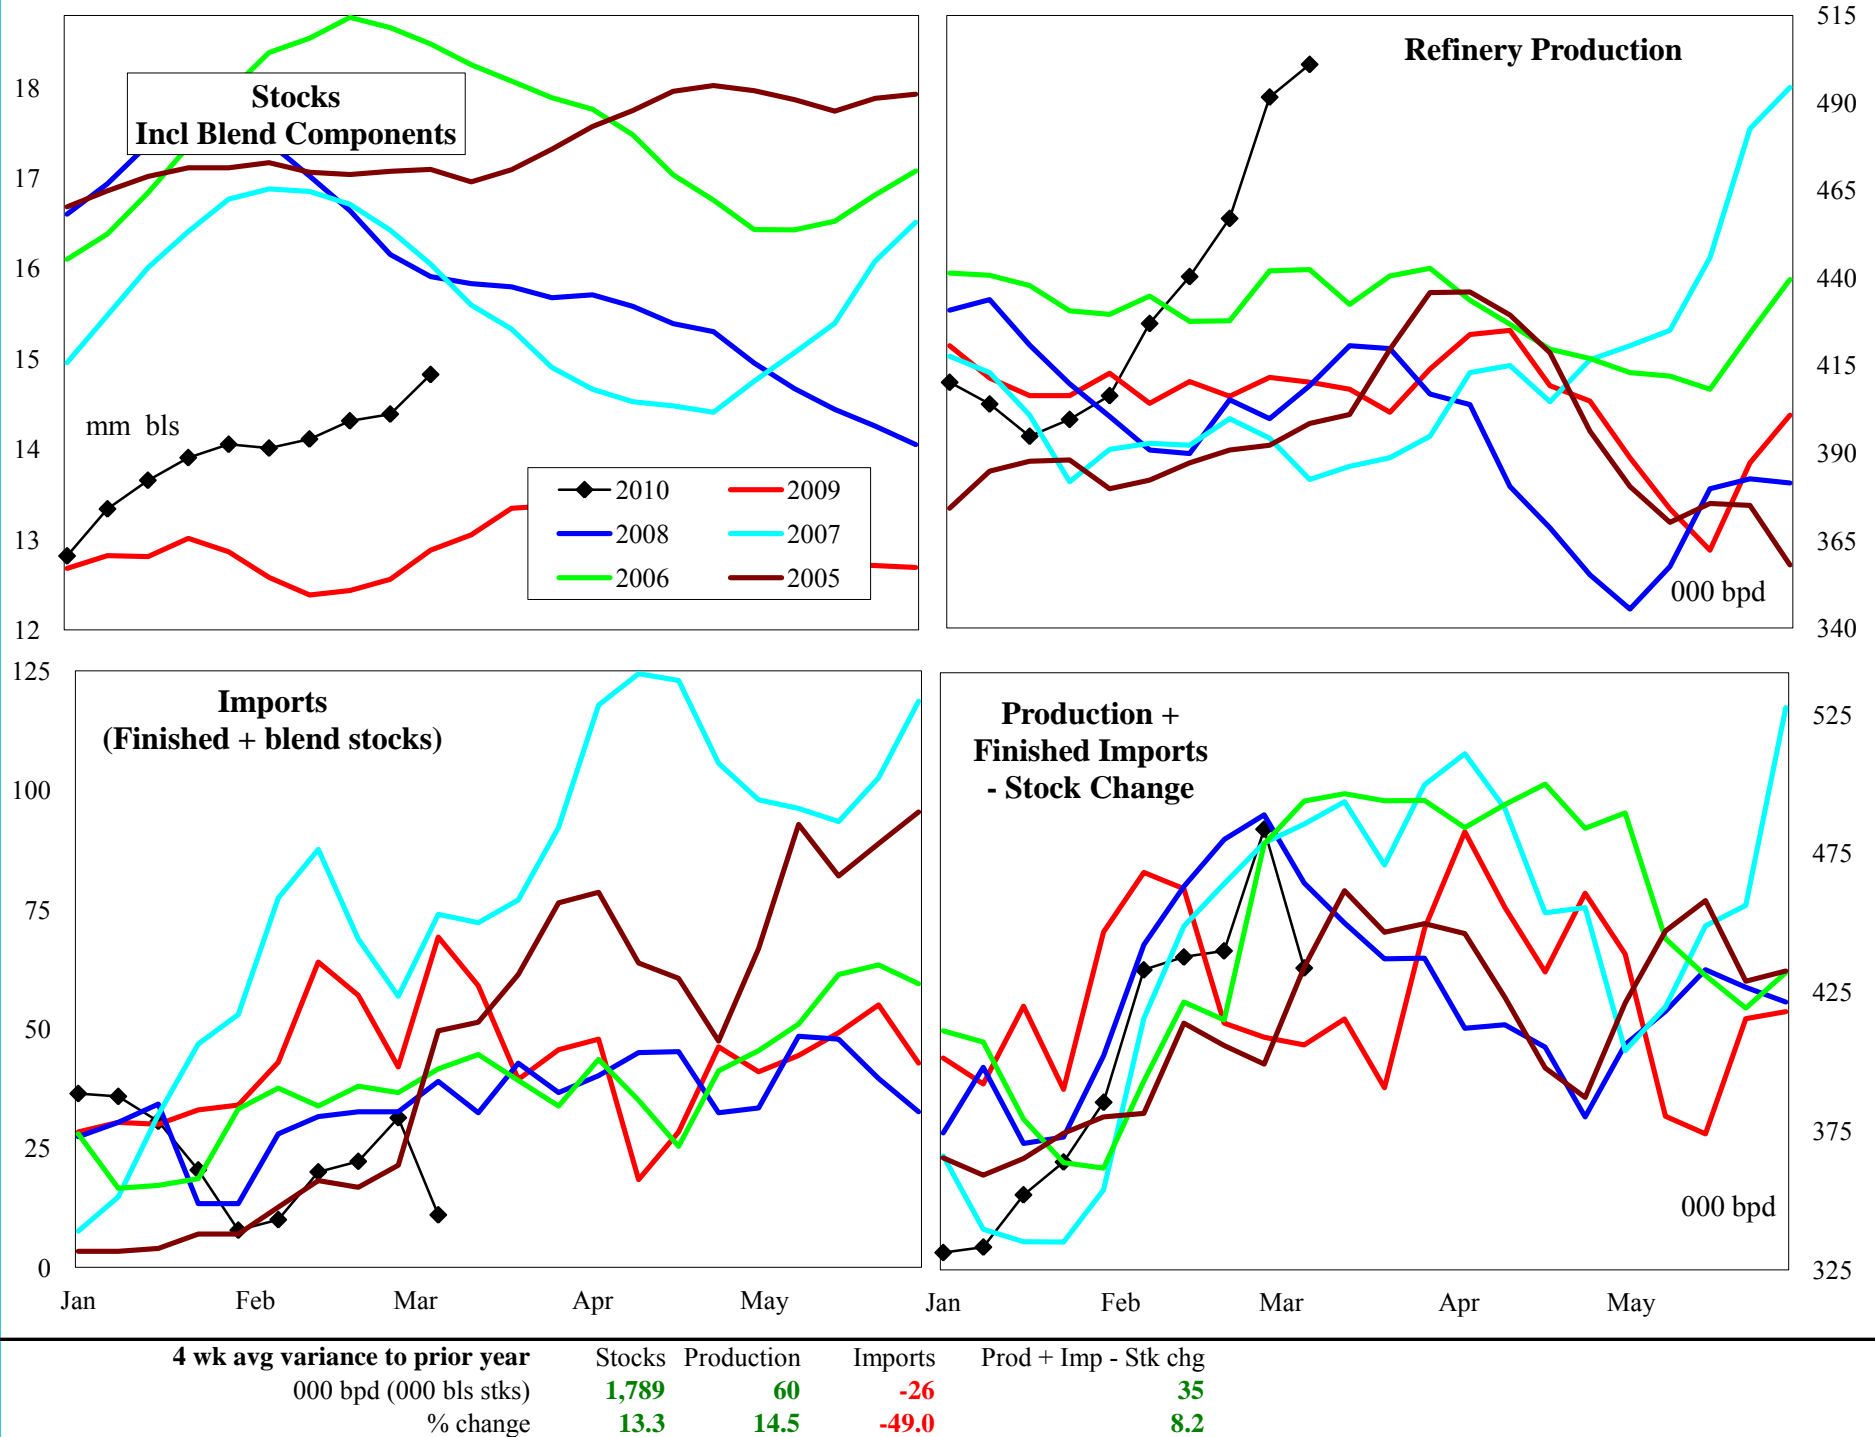 Stocks
Incl Blend Components
18
17
16
15
14
13
12
mm bls
2010
2009
2008
2007
2006
2005
Refinery Production
515
490
465
440
415
390
365
340
000 bpd
Imports
(Finished + blend stocks)
125
100
75
50
25
0
Jan Feb Mar Apr May
Production +
Finished Imports
- Stock Change
525
475
425
375
325
000 bpd
Jan Feb Mar Apr May
4 wk avg variance to prior year Stocks Production Imports Prod + Imp - Stk chg
000 bpd (000 bls stks) 1,789 60 -26 35
% change 13.3 14.5 -49.0 8.2